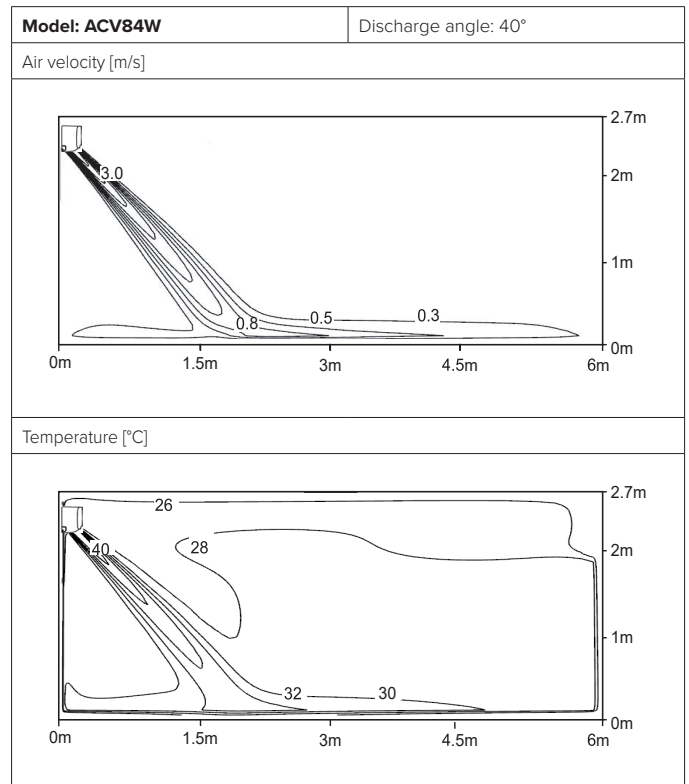 Model: ACV84W Discharge angle: 40°
Air velocity [m/s]
2.7m
2m
3.0
1m
0.8 0.5 0.3
0m
0m 1.5m 3m 4.5m 6m
Temperature [°C]
2.7m
26
40 28 2m
1m
32 30
0m
0m 1.5m 3m 4.5m 6m